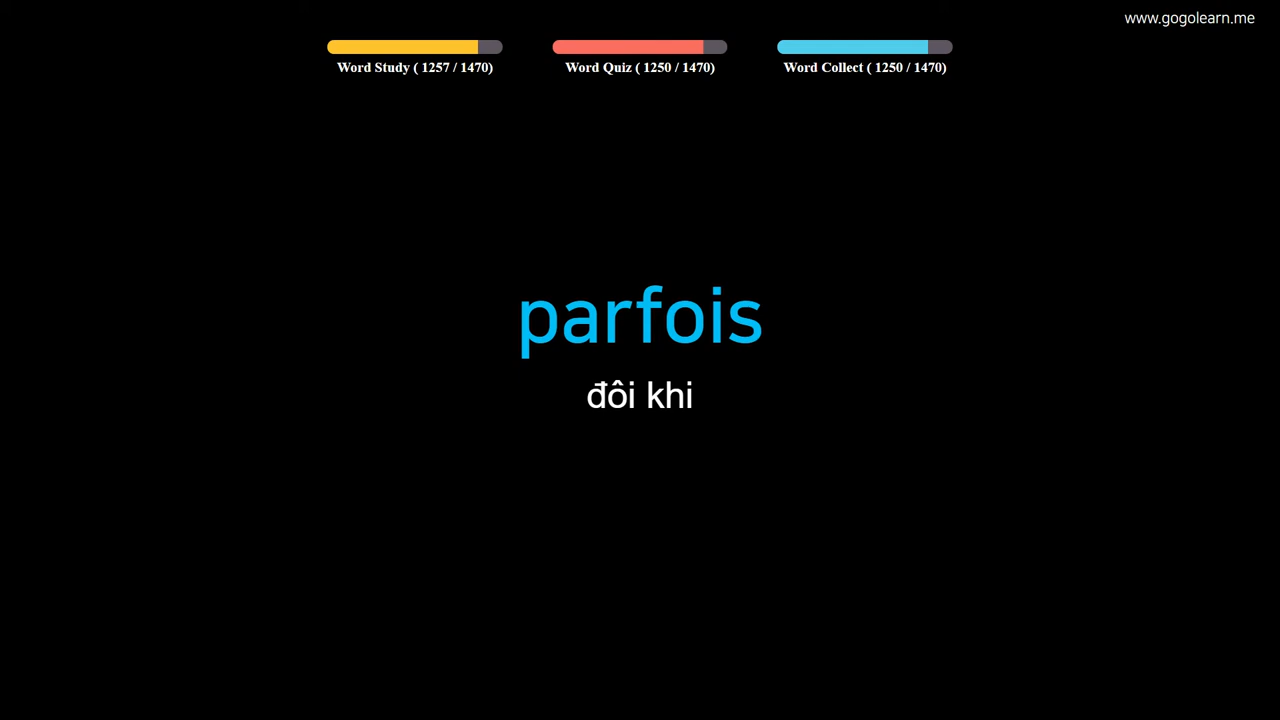 www.gogolearn.me
Word Study ( 1257 / 1470)
Word Quiz ( 1250 / 1470)
Word Collect ( 1250 / 1470)
parfois
đôi khi